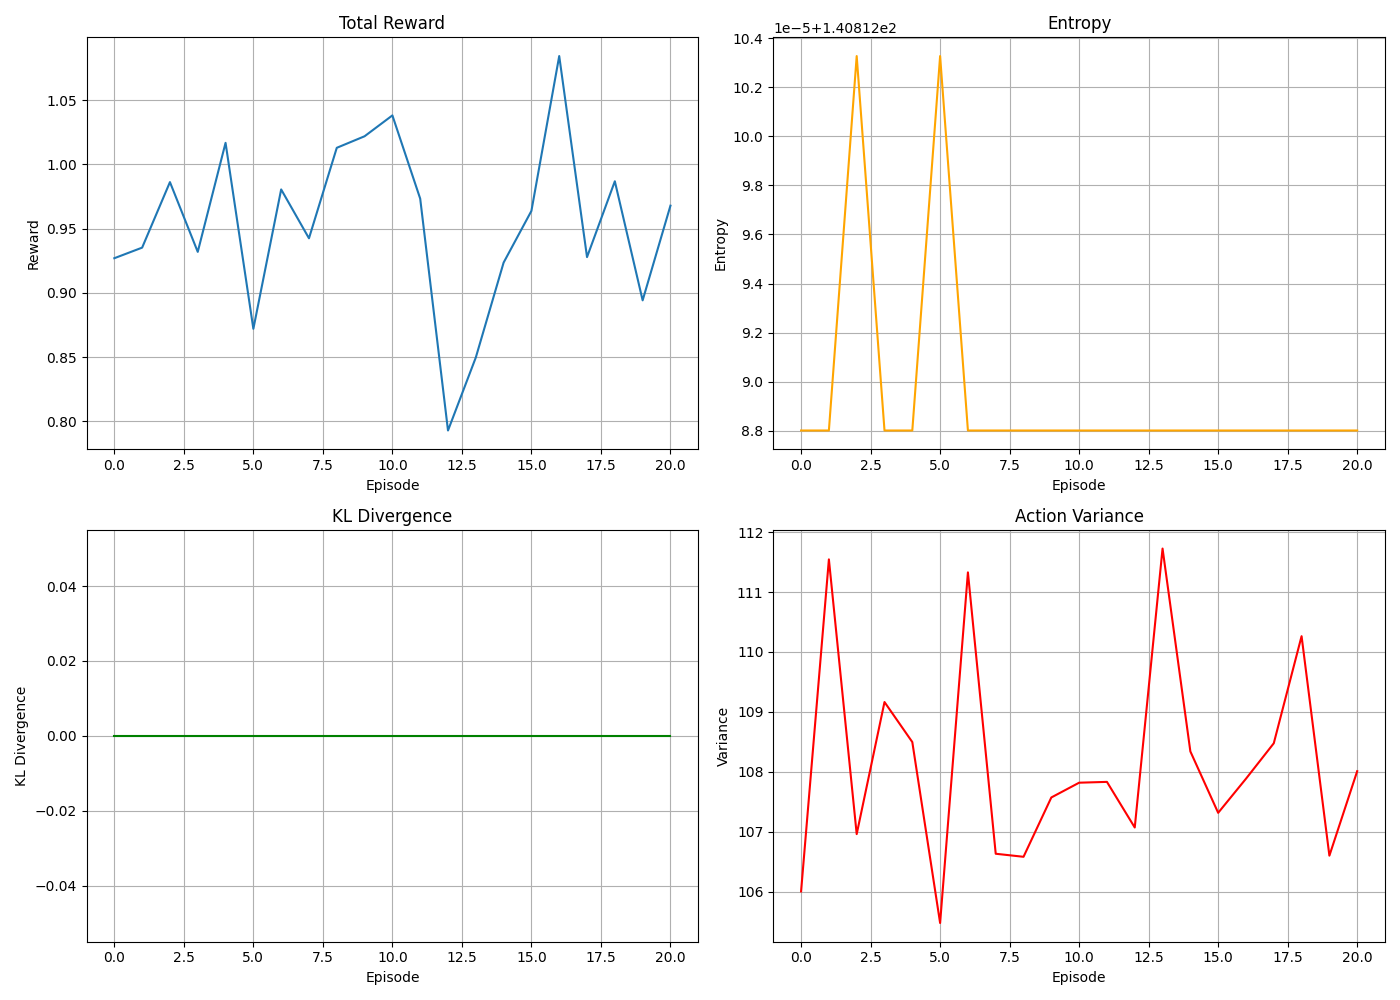 Total Reward
Reward
1.05
1.00
0.95
0.90
0.85
0.80
0.0 2.5 5.0 7.5 10.0 12.5 15.0 17.5 20.0
Episode
Entropy
1e−5+1.40812e2
Entropy
10.4
10.2
10.0
9.8
9.6
9.4
9.2
9.0
8.8
0.0 2.5 5.0 7.5 10.0 12.5 15.0 17.5 20.0
Episode
KL Divergence
KL Divergence
0.04
0.02
0.00
−0.02
−0.04
0.0 2.5 5.0 7.5 10.0 12.5 15.0 17.5 20.0
Episode
Action Variance
Variance
112
111
110
109
108
107
106
0.0 2.5 5.0 7.5 10.0 12.5 15.0 17.5 20.0
Episode